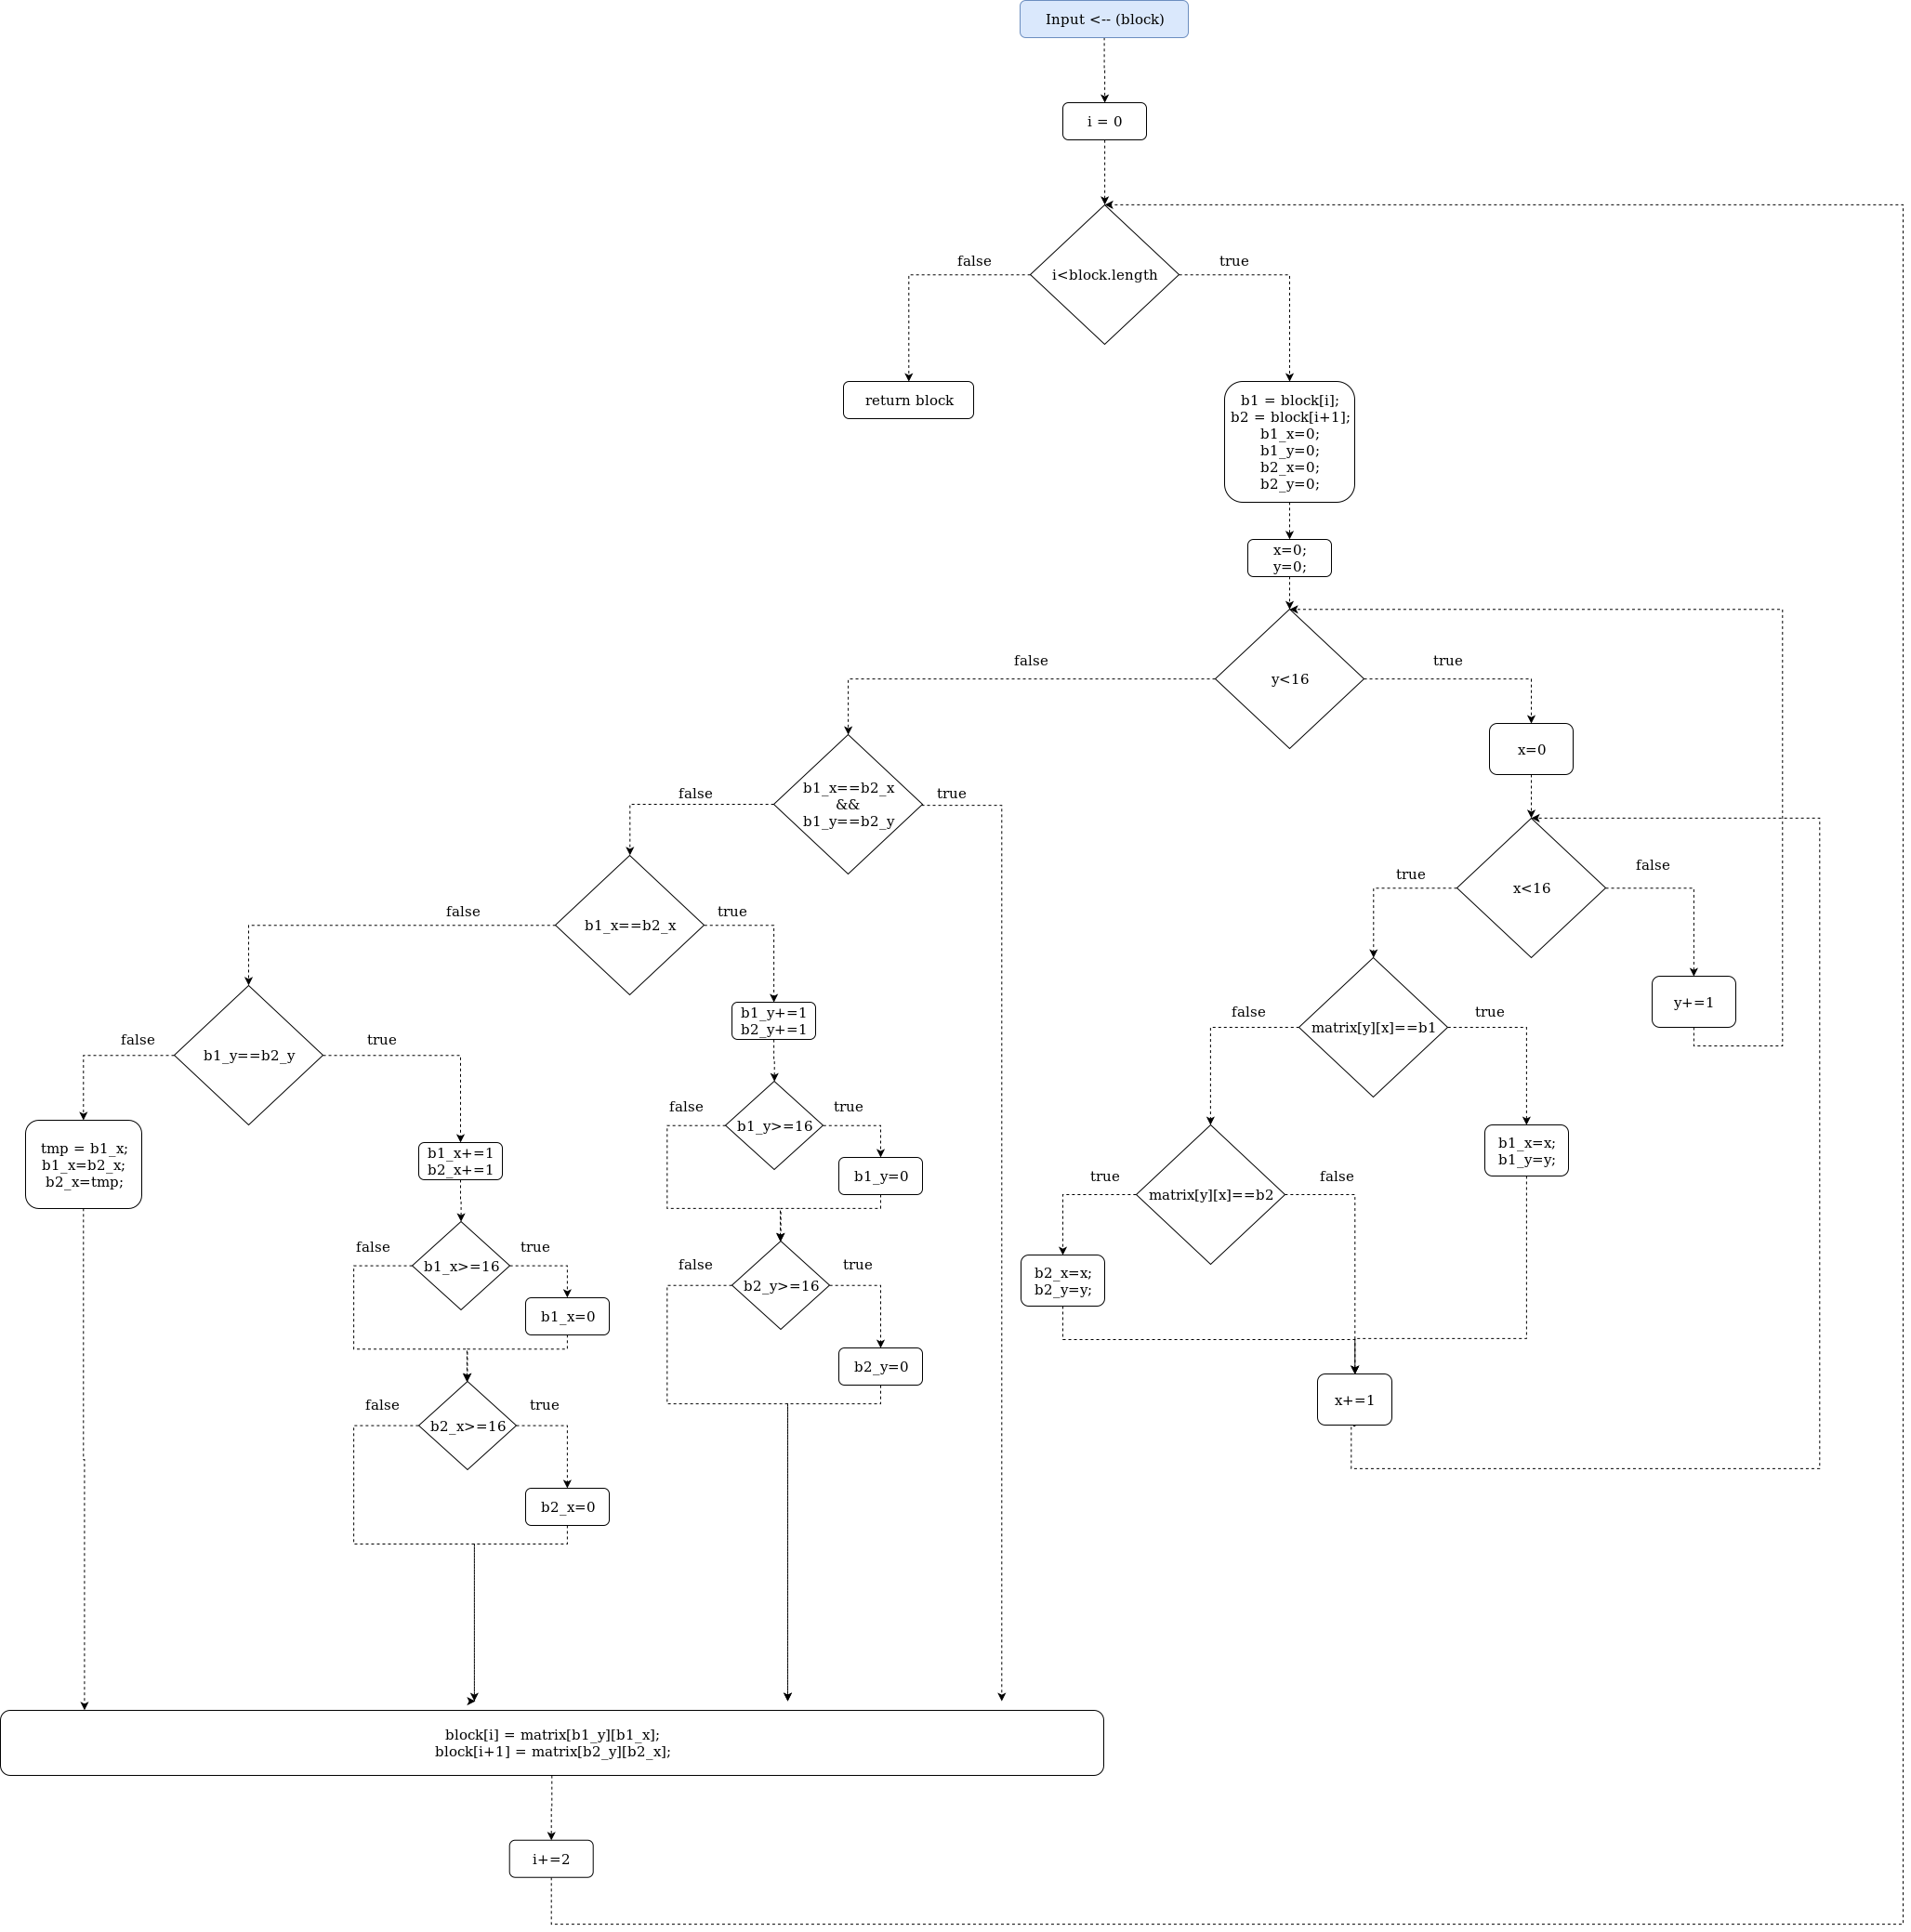 Input <-- (block)
i = 0
i<block.length
false
true
return block
b1 = block[i];
b2 = block[i+1];
b1_x=0;
b1_y=0;
b2_x=0;
b2_y=0;
x=0;
y=0;
y<16
false
true
x=0
b1_x==b2_x
&&
b1_y==b2_y
false
true
x<16
true
false
b1_x==b2_x
false
true
y+=1
matrix[y][x]==b1
false
true
b1_y+=1
b2_y+=1
b1_y==b2_y
false
true
b1_y>=16
false
true
b1_y=0
tmp = b1_x;
b1_x=b2_x;
b2_x=tmp;
b1_x+=1
b2_x+=1
b1_x=x;
b1_y=y;
matrix[y][x]==b2
true
false
b2_x=x;
b2_y=y;
b1_x>=16
false
true
b1_x=0
b2_y>=16
false
true
b2_y=0
x+=1
b2_x>=16
false
true
b2_x=0
block[i] = matrix[b1_y][b1_x];
block[i+1] = matrix[b2_y][b2_x];
i+=2